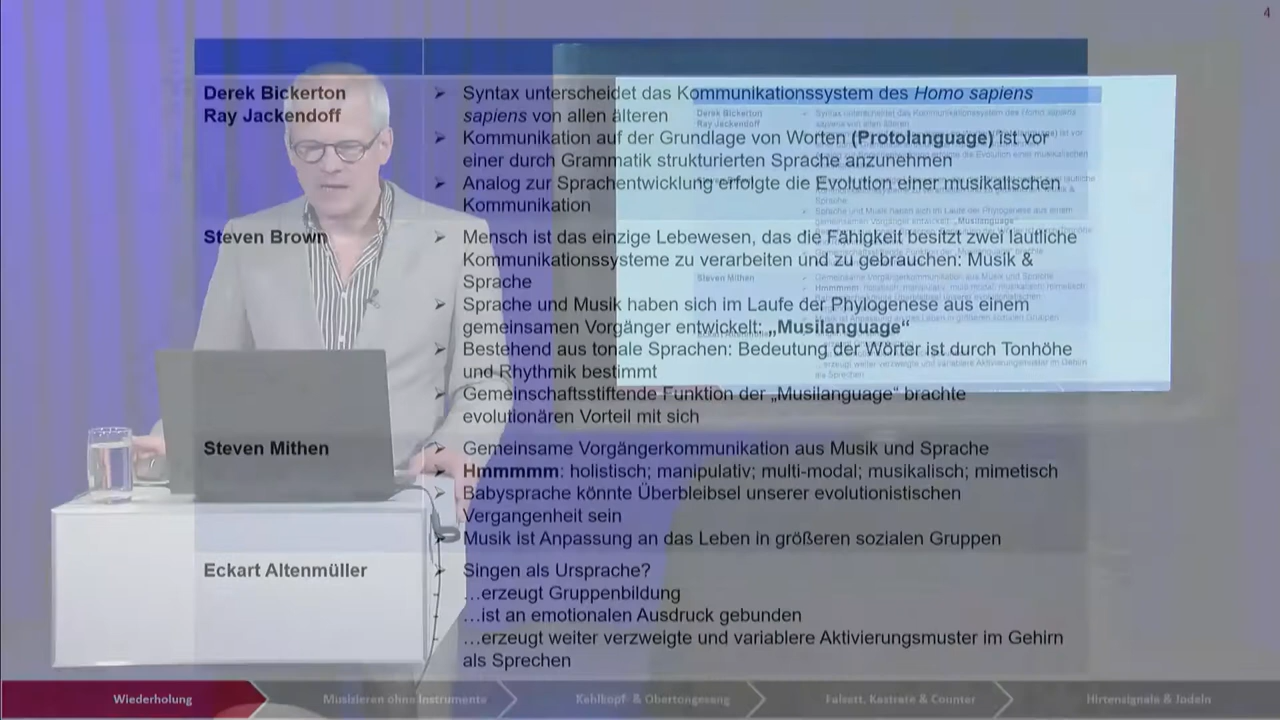 4
Derek Bickerton
Ray Jackendoff
➢ Syntax unterscheidet das Kommunikationssystem des Homo sapiens
sapiens von allen älteren
➢ Kommunikation auf der Grundlage von Worten (Protolanguage) ist vor
einer durch Grammatik strukturierten Sprache anzunehmen
➢ Analog zur Sprachentwicklung erfolgte die Evolution einer musikalischen
Kommunikation
Steven Brown
➢ Mensch ist das einzige Lebewesen, das die Fähigkeit besitzt zwei lautliche
Kommunikationssysteme zu verarbeiten und zu gebrauchen: Musik &
Sprache
➢ Sprache und Musik haben sich im Laufe der Phylogenese aus einem
gemeinsamen Vorgänger entwickelt: „Musilanguage“
➢ Bestehend aus tonale Sprachen: Bedeutung der Wörter ist durch Tonhöhe
und Rhythmik bestimmt
➢ Gemeinschaftsstiftende Funktion der „Musilanguage“ brachte
evolutionären Vorteil mit sich
Steven Mithen
➢ Gemeinsame Vorgängerkommunikation aus Musik und Sprache
➢ Hmmmmm: holistisch; manipulativ; multi-modal; musikalisch; mimetisch
➢ Babysprache könnte Überbleibsel unserer evolutionistischen
Vergangenheit sein
➢ Musik ist Anpassung an das Leben in größeren sozialen Gruppen
Eckart Altenmüller
➢ Singen als Ursprache?
- …erzeugt Gruppenbildung
- …ist an emotionalen Ausdruck gebunden
- …erzeugt weiter verzweigte und variablere Aktivierungsmuster im Gehirn
als Sprechen
Wiederholung
Musizieren ohne Instrumente
Kehlkopf- & Obertongesang
Falsett, Kastrate & Counter
Hirtensignale & Jodeln